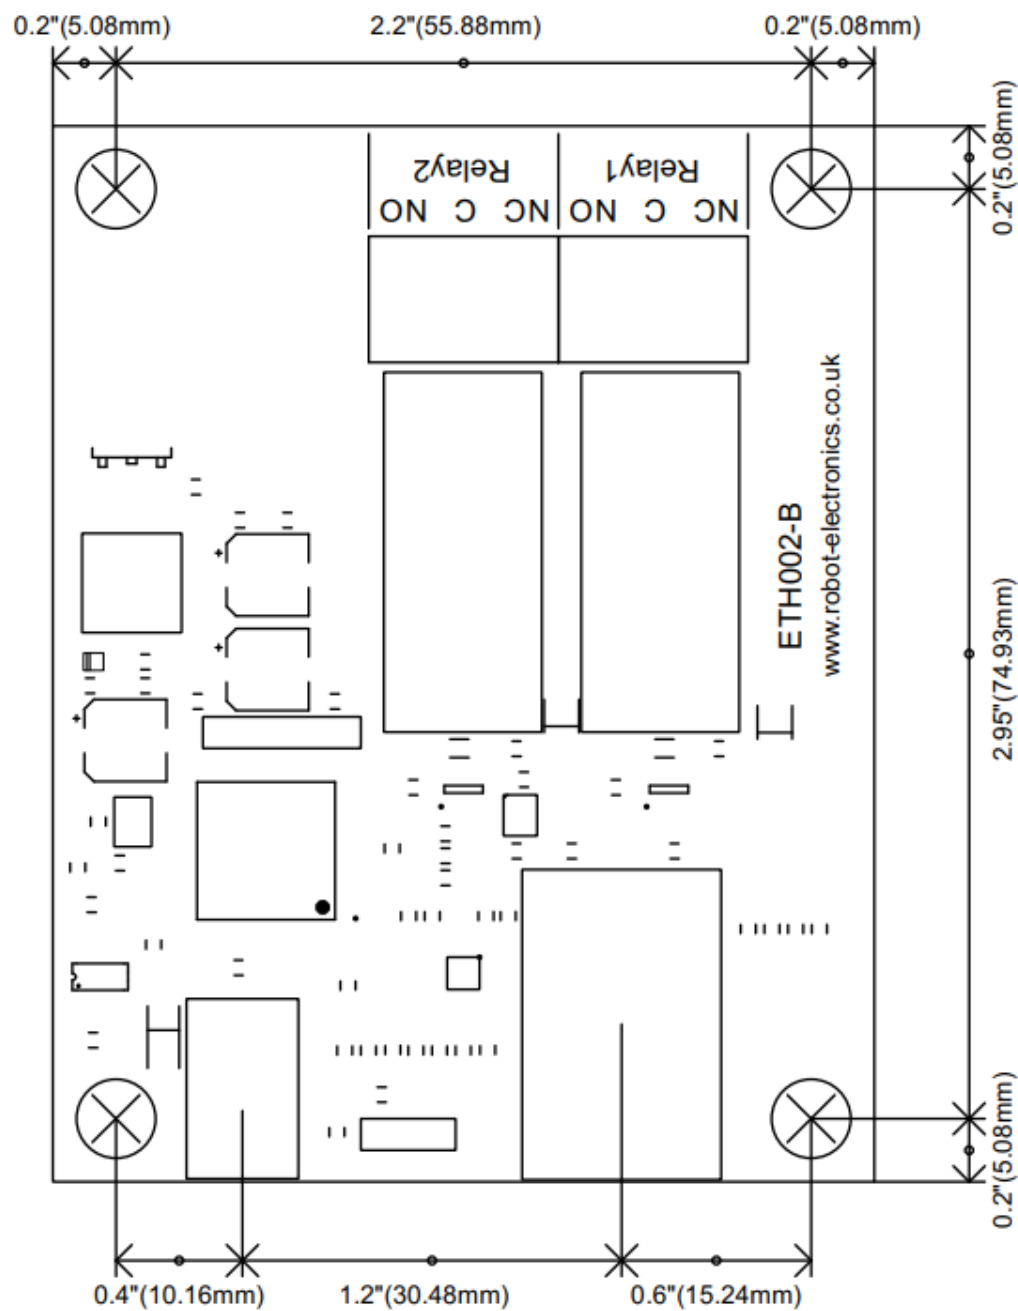 0.2"(5.08mm) 2.2"(55.88mm) 0.2"(5.08mm)
0.2"(5.08mm)
Relay2 Relay1
NO C NC NO C NC
ETH002-B
www.robot-electronics.co.uk
2.95"(74.93mm)
0.2"(5.08mm)
0.4"(10.16mm) 1.2"(30.48mm) 0.6"(15.24mm)